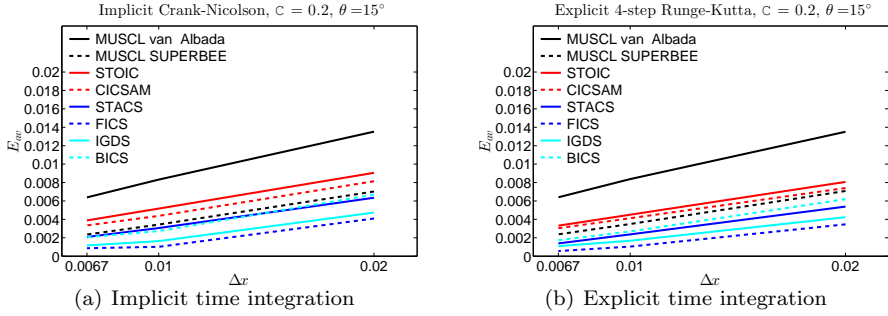 Implicit Crank-Nicolson, C = 0.2, θ =15°
MUSCL van Albada
MUSCL SUPERBEE
STOIC
CICSAM
STACS
FICS
IGDS
BICS
0.02
0.018
0.016
0.014
0.012
0.01
0.008
0.006
0.004
0.002
0
E_av
0.0067
0.01
0.02
Δx
(a) Implicit time integration
Explicit 4-step Runge-Kutta, C = 0.2, θ =15°
MUSCL van Albada
MUSCL SUPERBEE
STOIC
CICSAM
STACS
FICS
IGDS
BICS
0.02
0.018
0.016
0.014
0.012
0.01
0.008
0.006
0.004
0.002
0
E_av
0.0067
0.01
0.02
Δx
(b) Explicit time integration